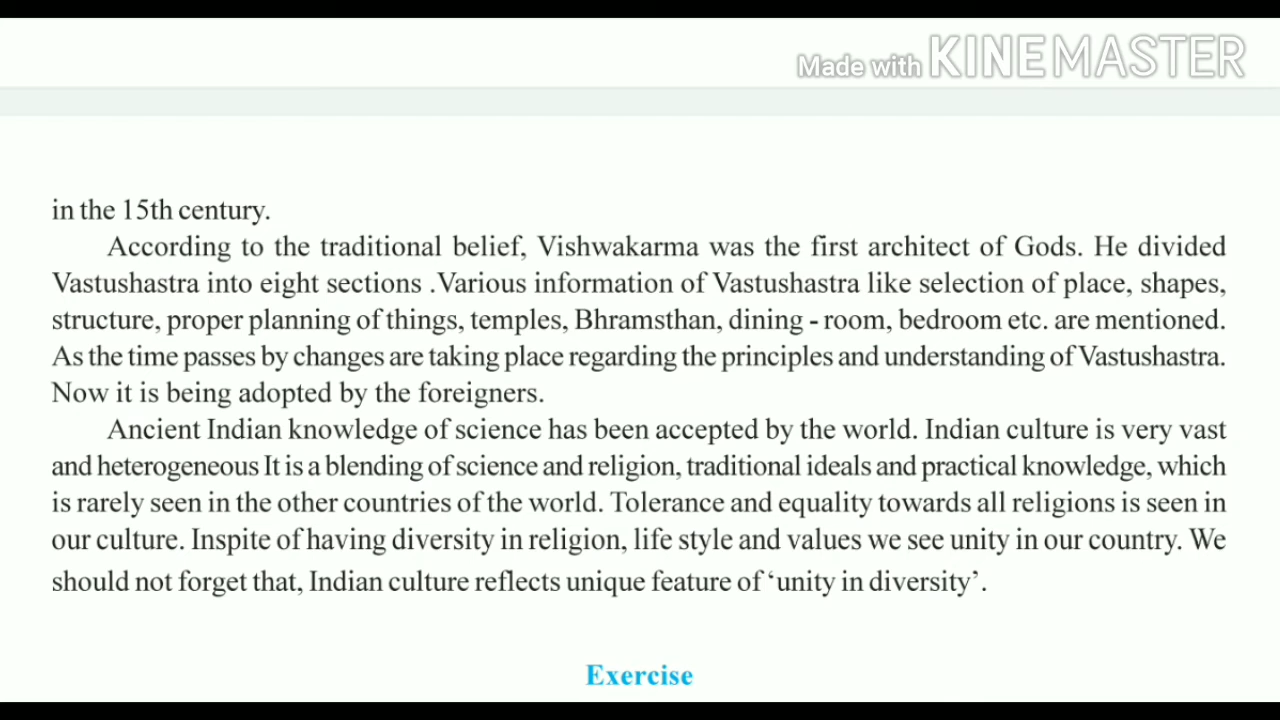 Made with KINEMASTER
in the 15th century.
According to the traditional belief, Vishwakarma was the first architect of Gods. He divided
Vastushastra into eight sections .Various information of Vastushastra like selection of place, shapes,
structure, proper planning of things, temples, Bhramsthan, dining - room, bedroom etc. are mentioned.
As the time passes by changes are taking place regarding the principles and understanding of Vastushastra.
Now it is being adopted by the foreigners.
Ancient Indian knowledge of science has been accepted by the world. Indian culture is very vast
and heterogeneous It is a blending of science and religion, traditional ideals and practical knowledge, which
is rarely seen in the other countries of the world. Tolerance and equality towards all religions is seen in
our culture. Inspite of having diversity in religion, life style and values we see unity in our country. We
should not forget that, Indian culture reflects unique feature of ‘unity in diversity’.
Exercise